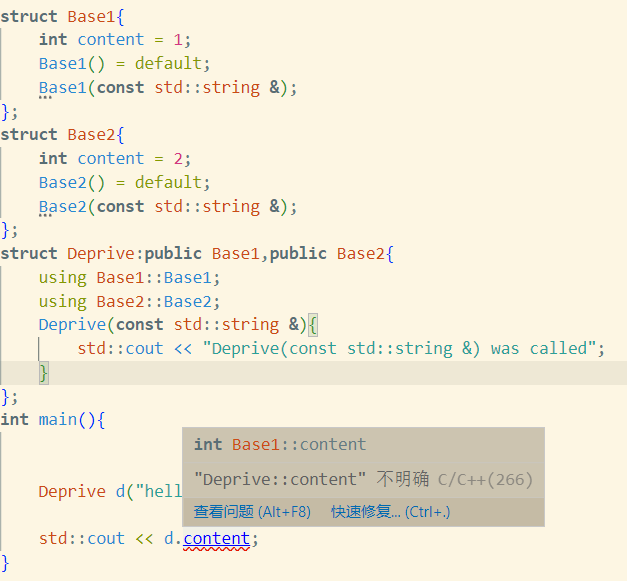 struct Base1{
int content = 1;
Base1() = default;
Base1(const std::string &);
};
struct Base2{
int content = 2;
Base2() = default;
Base2(const std::string &);
};
struct Deprive:public Base1,public Base2{
using Base1::Base1;
using Base2::Base2;
Deprive(const std::string &){
std::cout << "Deprive(const std::string &) was called";
}
};
int main(){
int Base1::content
"Deprive::content" 不明确 C/C++(266)
Deprive d("hell
查看问题 (Alt+F8) 快速修复... (Ctrl+.)
std::cout << d.content;
}